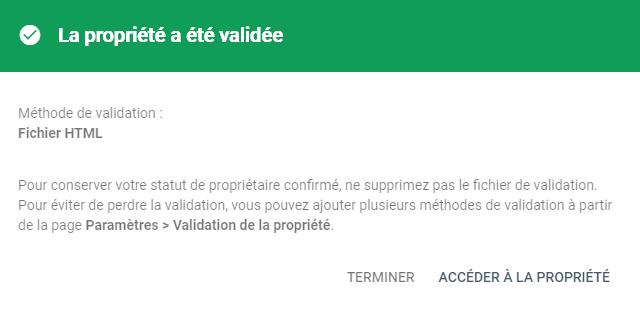 La propriété a été validée
Méthode de validation :
Fichier HTML
Pour conserver votre statut de propriétaire confirmé, ne supprimez pas le fichier de validation.
Pour éviter de perdre la validation, vous pouvez ajouter plusieurs méthodes de validation à partir
de la page Paramètres > Validation de la propriété.
TERMINER ACCÉDER À LA PROPRIÉTÉ